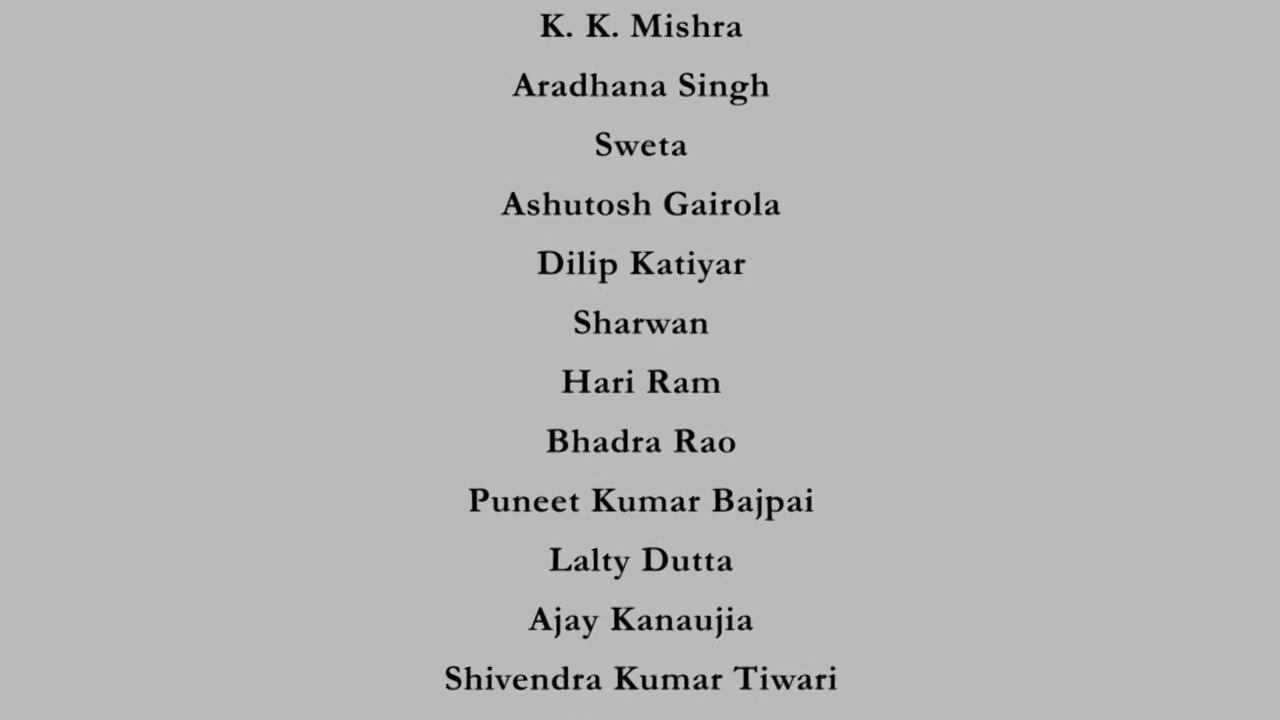 K. K. Mishra
Aradhana Singh
Sweta
Ashutosh Gairola
Dilip Katiyar
Sharwan
Hari Ram
Bhadra Rao
Puneet Kumar Bajpai
Lalty Dutta
Ajay Kanaujia
Shivendra Kumar Tiwari